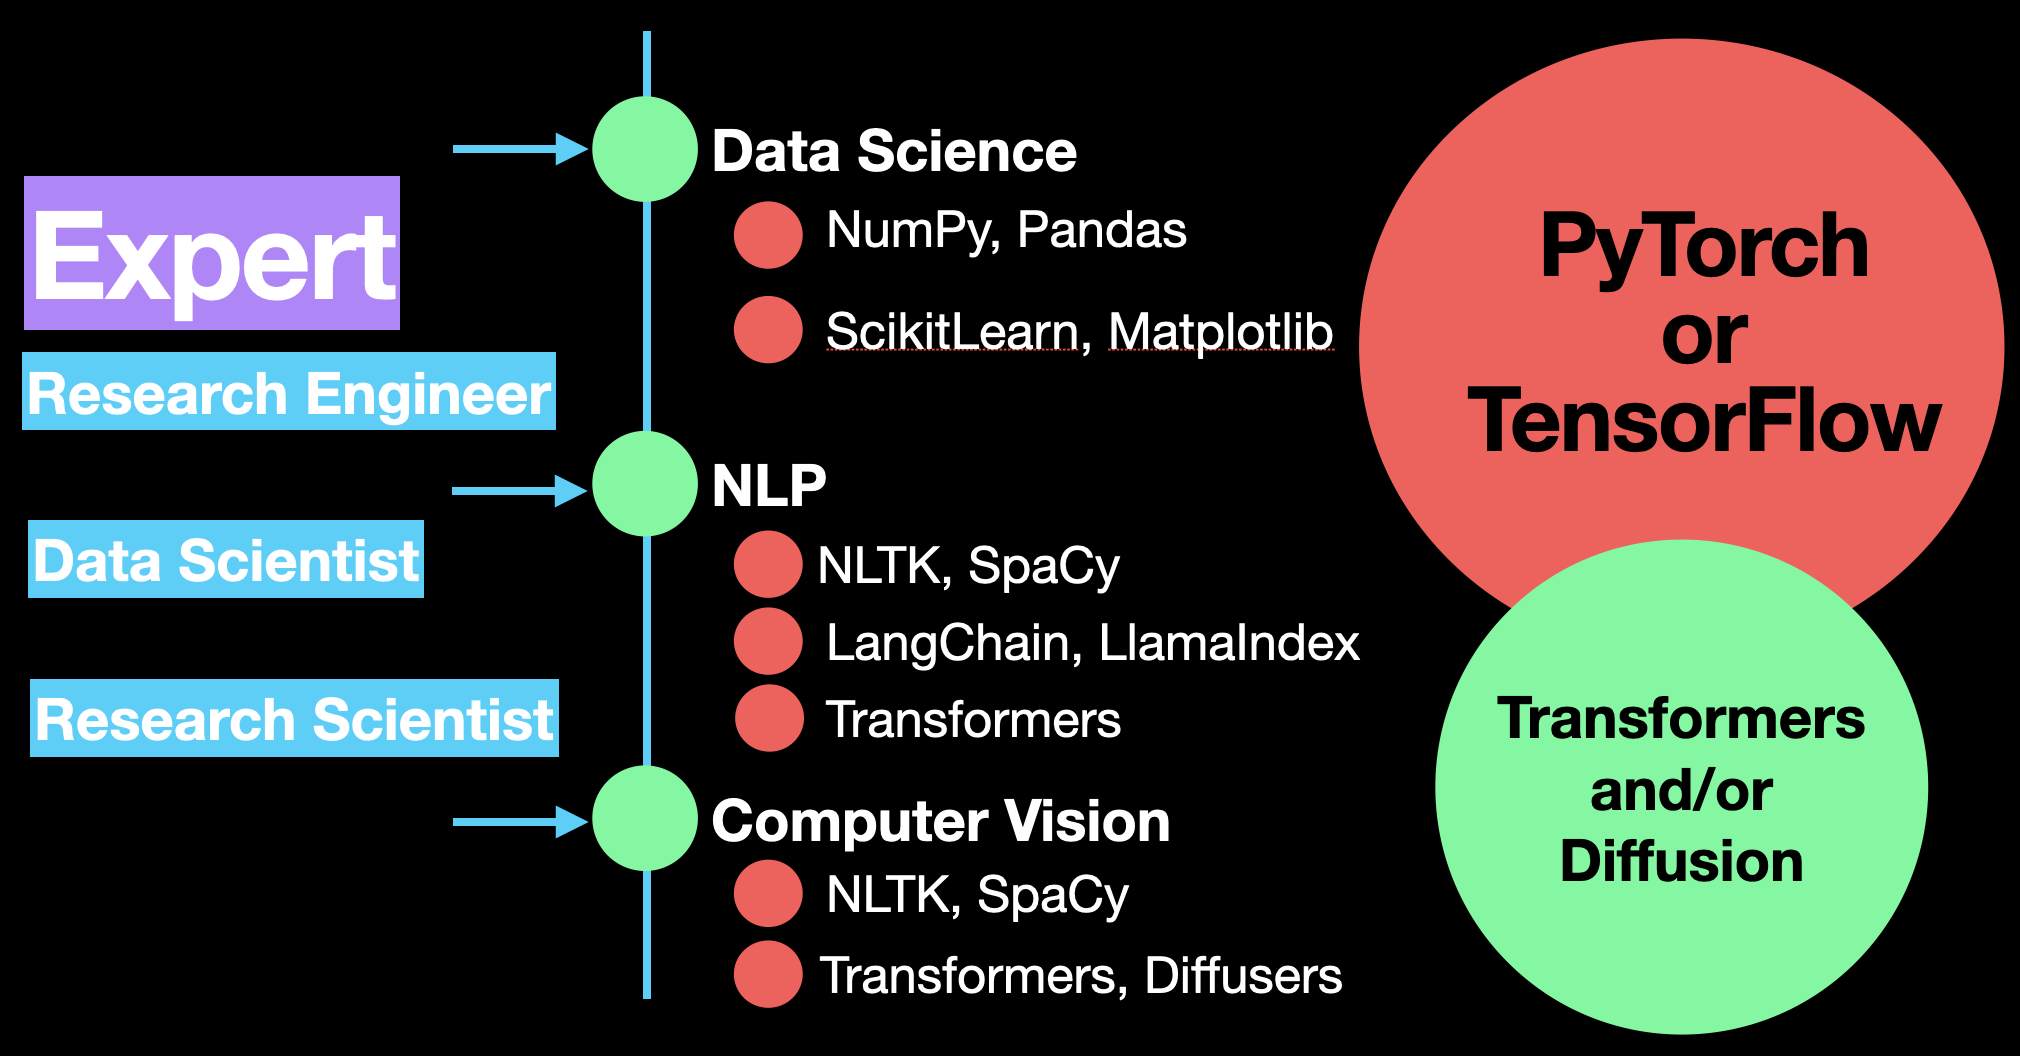 Expert
Research Engineer
Data Scientist
Research Scientist
Data Science
NumPy, Pandas
ScikitLearn, Matplotlib
NLP
NLTK, SpaCy
LangChain, LlamaIndex
Transformers
Computer Vision
NLTK, SpaCy
Transformers, Diffusers
PyTorch
or
TensorFlow
Transformers
and/or
Diffusion